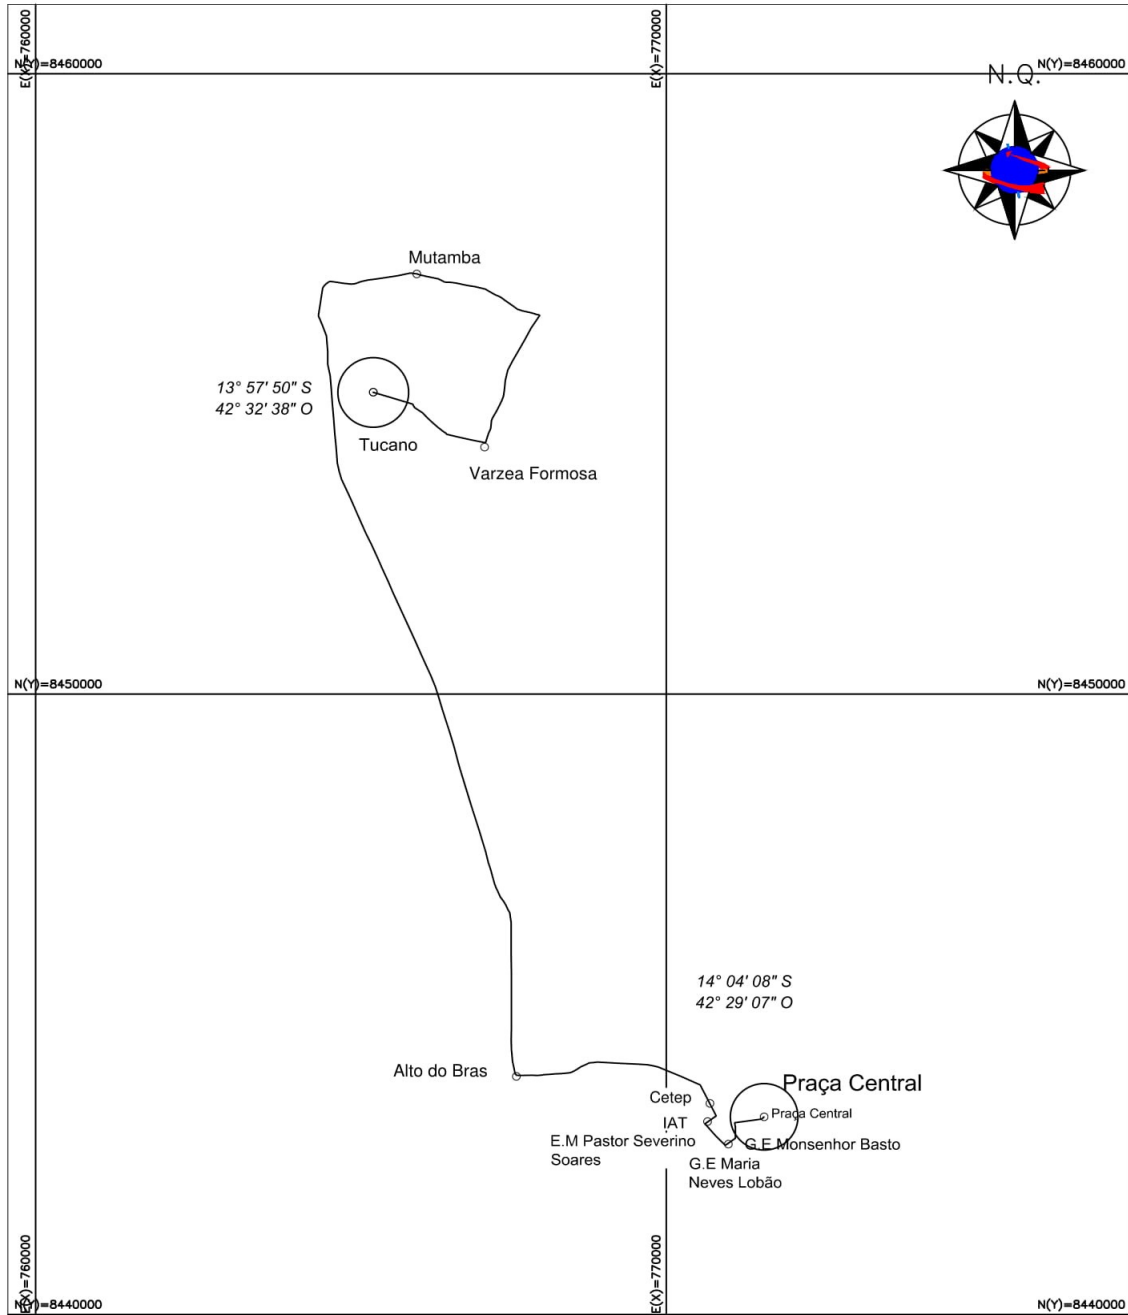 E(X)=760000
E(X)=770000
N(Y)=8460000
N(Y)=8460000
N.Q.
Mutamba
13° 57' 50" S
42° 32' 38" O
Tucano
Varzea Formosa
N(Y)=8450000
N(Y)=8450000
14° 04' 08" S
42° 29' 07" O
Alto do Bras
Praça Central
Cetep
Praça Central
IAT
E.M Pastor Severino
Soares
G.E Monsenhor Basto
G.E Maria
Neves Lobão
E(X)=760000
E(X)=770000
N(Y)=8440000
N(Y)=8440000